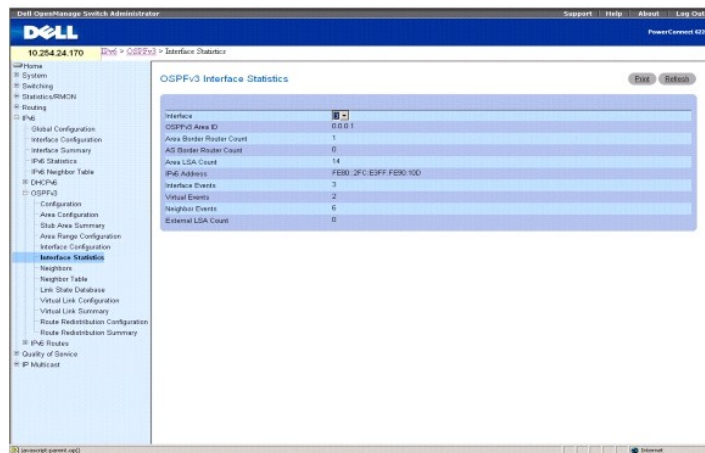 Dell OpenManage Switch Administrator
Support Help About Log Out
DELL
PowerConnect 622
10.254.24.170
IPv6 > OSPFv3 > Interface Statistics
Home
System
Switching
Statistics/RMON
Routing
IPv6
Global Configuration
Interface Configuration
Interface Summary
IPv6 Statistics
IPv6 Neighbor Table
DHCPv6
OSPFv3
Configuration
Area Configuration
Stub Area Summary
Area Range Configuration
Interface Configuration
Interface Statistics
Neighbors
Neighbor Table
Link State Database
Virtual Link Configuration
Virtual Link Summary
Route Redistribution Configuration
Route Redistribution Summary
IPv6 Routes
Quality of Service
IP Multicast
OSPFv3 Interface Statistics
Print Refresh
Interface
OSPFv3 Area ID 0.0.0.1
Area Border Router Count 1
AS Border Router Count 0
Area LSA Count 14
IPv6 Address FE80::2FC:E3FF:FE90:10D
Interface Events 3
Virtual Events 2
Neighbor Events 6
External LSA Count 0
javascript:parent.up()
Internet